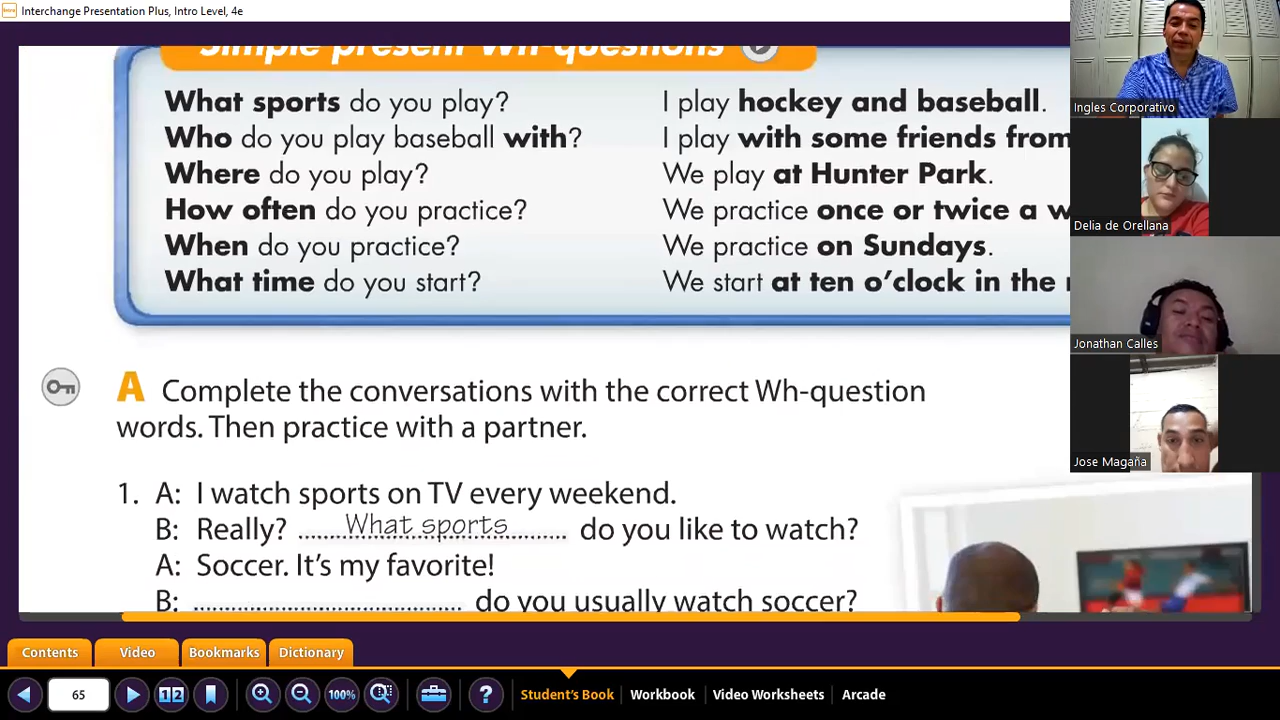 Interchange Presentation Plus, Intro Level, 4e
Simple present Wh-questions
What sports do you play? I play hockey and baseball.
Who do you play baseball with? I play with some friends from
Where do you play? We play at Hunter Park.
How often do you practice? We practice once or twice a w
When do you practice? We practice on Sundays.
What time do you start? We start at ten o'clock in the
A Complete the conversations with the correct Wh-question
words. Then practice with a partner.
1. A: I watch sports on TV every weekend.
B: Really? What sports do you like to watch?
A: Soccer. It's my favorite!
B: do you usually watch soccer?
Ingles Corporativo
Delia de Orellana
Jonathan Calles
Jose Magaña
Contents Video Bookmarks Dictionary
65 1 2 100% ? Student's Book Workbook Video Worksheets Arcade